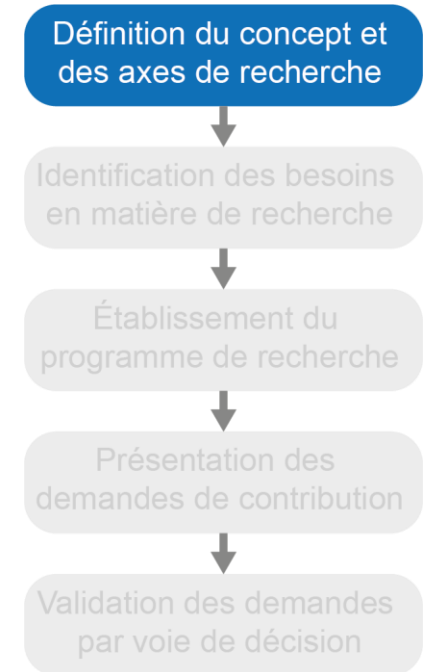 Définition du concept et
des axes de recherche
Identification des besoins
en matière de recherche
Établissement du
programme de recherche
Présentation des
demandes de contribution
Validation des demandes
par voie de décision